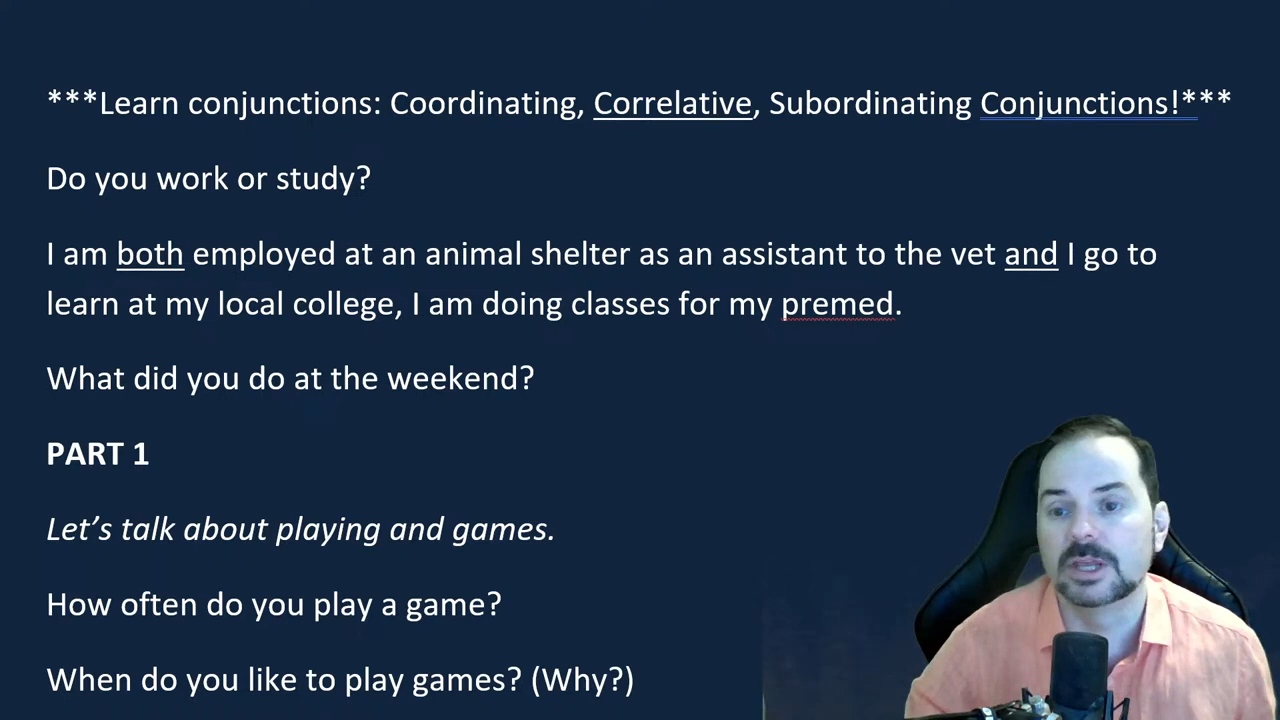 ***Learn conjunctions: Coordinating, Correlative, Subordinating Conjunctions!***
Do you work or study?
I am both employed at an animal shelter as an assistant to the vet and I go to
learn at my local college, I am doing classes for my premed.
What did you do at the weekend?
PART 1
Let’s talk about playing and games.
How often do you play a game?
When do you like to play games? (Why?)